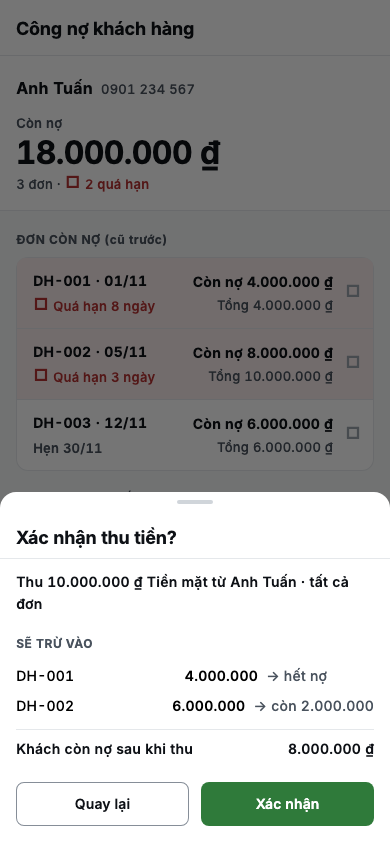 Công nợ khách hàng
Anh Tuấn 0901 234 567
Còn nợ
18.000.000 ₫
3 đơn · 2 quá hạn
ĐƠN CÒN NỢ (cũ trước)
DH-001 · 01/11 Còn nợ 4.000.000 ₫
Quá hạn 8 ngày Tổng 4.000.000 ₫
DH-002 · 05/11 Còn nợ 8.000.000 ₫
Quá hạn 3 ngày Tổng 10.000.000 ₫
DH-003 · 12/11 Còn nợ 6.000.000 ₫
Hẹn 30/11 Tổng 6.000.000 ₫
Xác nhận thu tiền?
Thu 10.000.000 ₫ Tiền mặt từ Anh Tuấn · tất cả
đơn
SẼ TRỪ VÀO
DH-001 4.000.000 → hết nợ
DH-002 6.000.000 → còn 2.000.000
Khách còn nợ sau khi thu 8.000.000 ₫
Quay lại Xác nhận